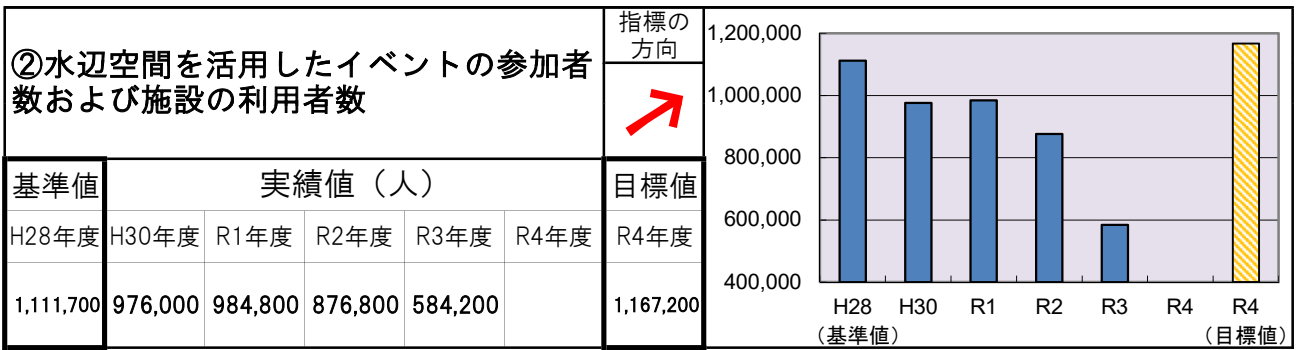 ②水辺空間を活用したイベントの参加者
数および施設の利用者数
指標の
方向
基準値 実績値（人） 目標値
H28年度 H30年度 R1年度 R2年度 R3年度 R4年度 R4年度
1,111,700 976,000 984,800 876,800 584,200 1,167,200
1,200,000
1,000,000
800,000
600,000
400,000
H28 H30 R1 R2 R3 R4 R4
（基準値） （目標値）